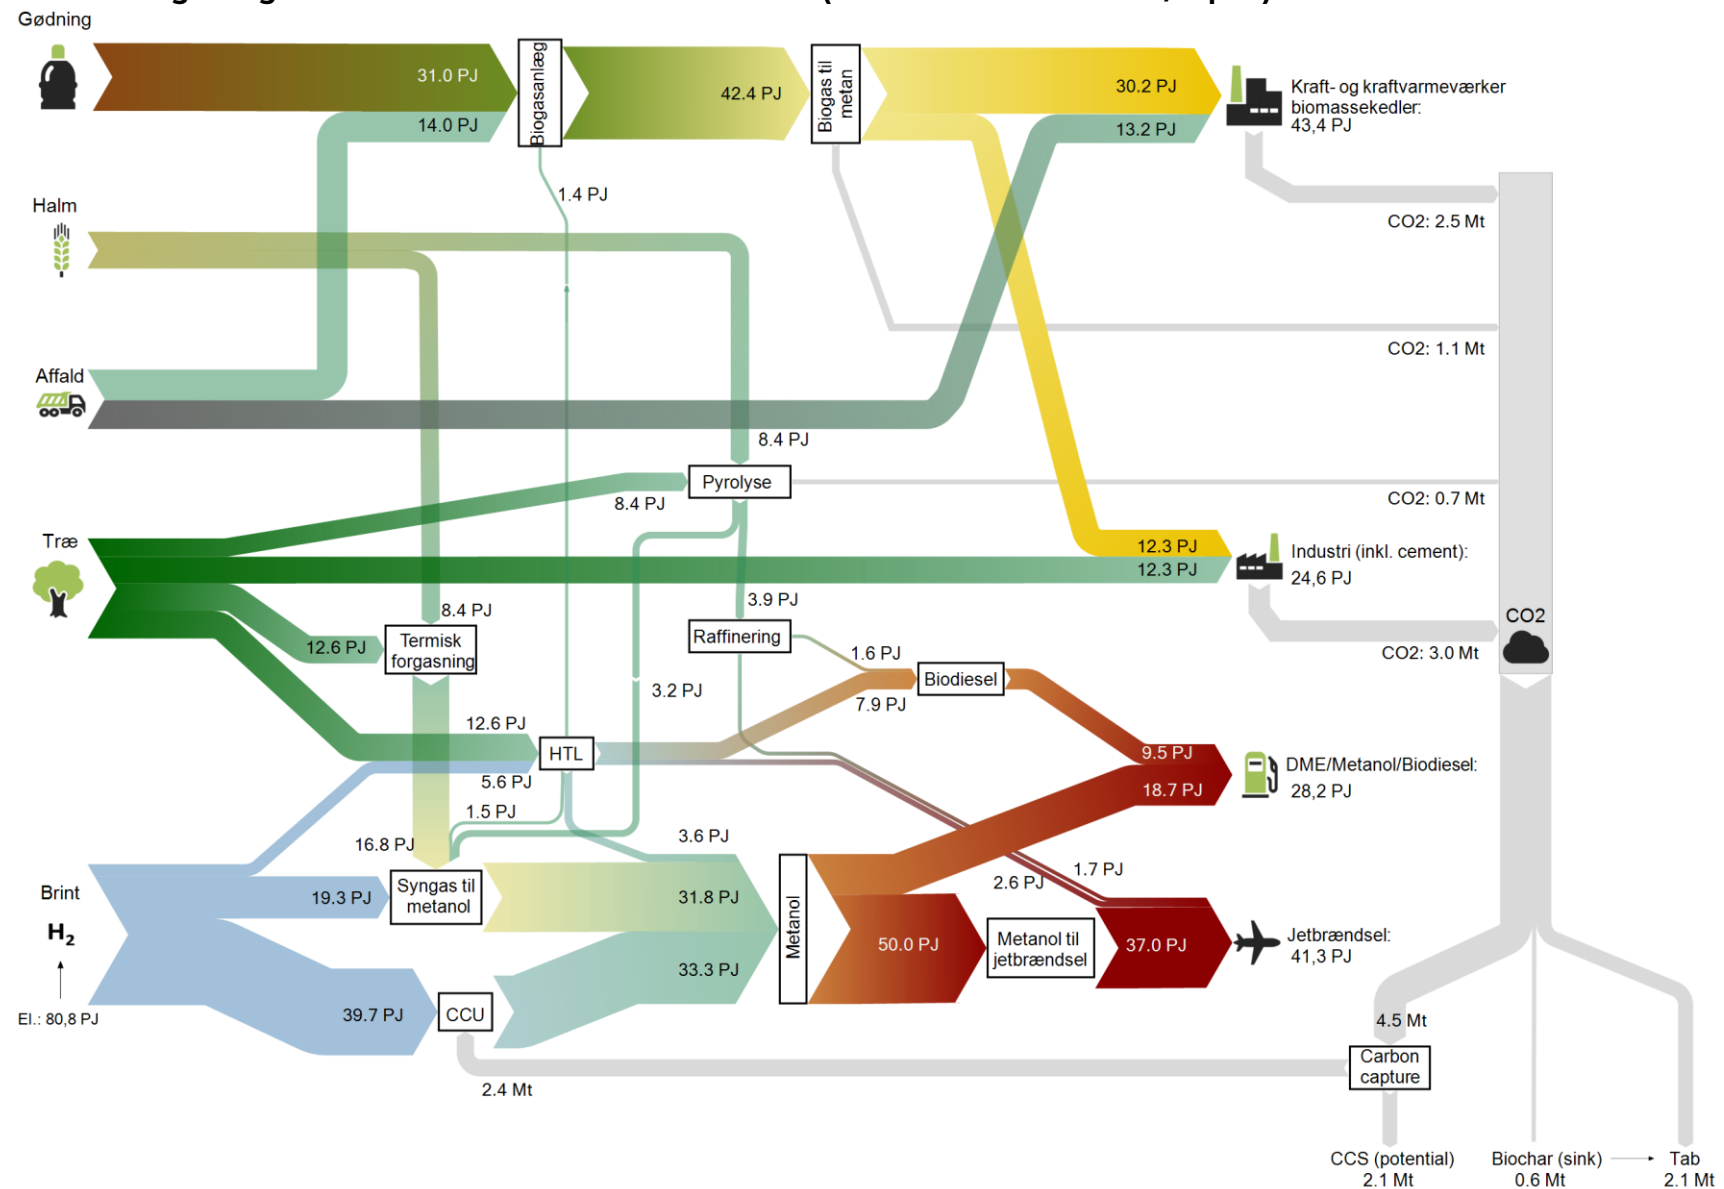 Gødning
31.0 PJ
14.0 PJ
Biogasanlæg
42.4 PJ
Biogas til
metan
30.2 PJ
13.2 PJ
Kraft- og kraftvarmeværker
biomassekedler:
43,4 PJ
1.4 PJ
Halm
CO2: 2.5 Mt
CO2: 1.1 Mt
Affald
8.4 PJ
Pyrolyse
8.4 PJ
CO2: 0.7 Mt
Træ
12.3 PJ
12.3 PJ
Industri (inkl. cement):
24,6 PJ
8.4 PJ
3.9 PJ
CO2
12.6 PJ
Termisk
forgasning
Raffinering
1.6 PJ
CO2: 3.0 Mt
Biodiesel
3.2 PJ
7.9 PJ
12.6 PJ
HTL
5.6 PJ
9.5 PJ
18.7 PJ
DME/Metanol/Biodiesel:
28,2 PJ
1.5 PJ
16.8 PJ
3.6 PJ
1.7 PJ
2.6 PJ
Brint
H2
19.3 PJ
Syngas til
metanol
31.8 PJ
Metanol
50.0 PJ
Metanol til
jetbrændsel
37.0 PJ
Jetbrændsel:
41,3 PJ
33.3 PJ
El.: 80,8 PJ
39.7 PJ
CCU
4.5 Mt
Carbon
capture
2.4 Mt
CCS (potential)
2.1 Mt
Biochar (sink)
0.6 Mt
Tab
2.1 Mt